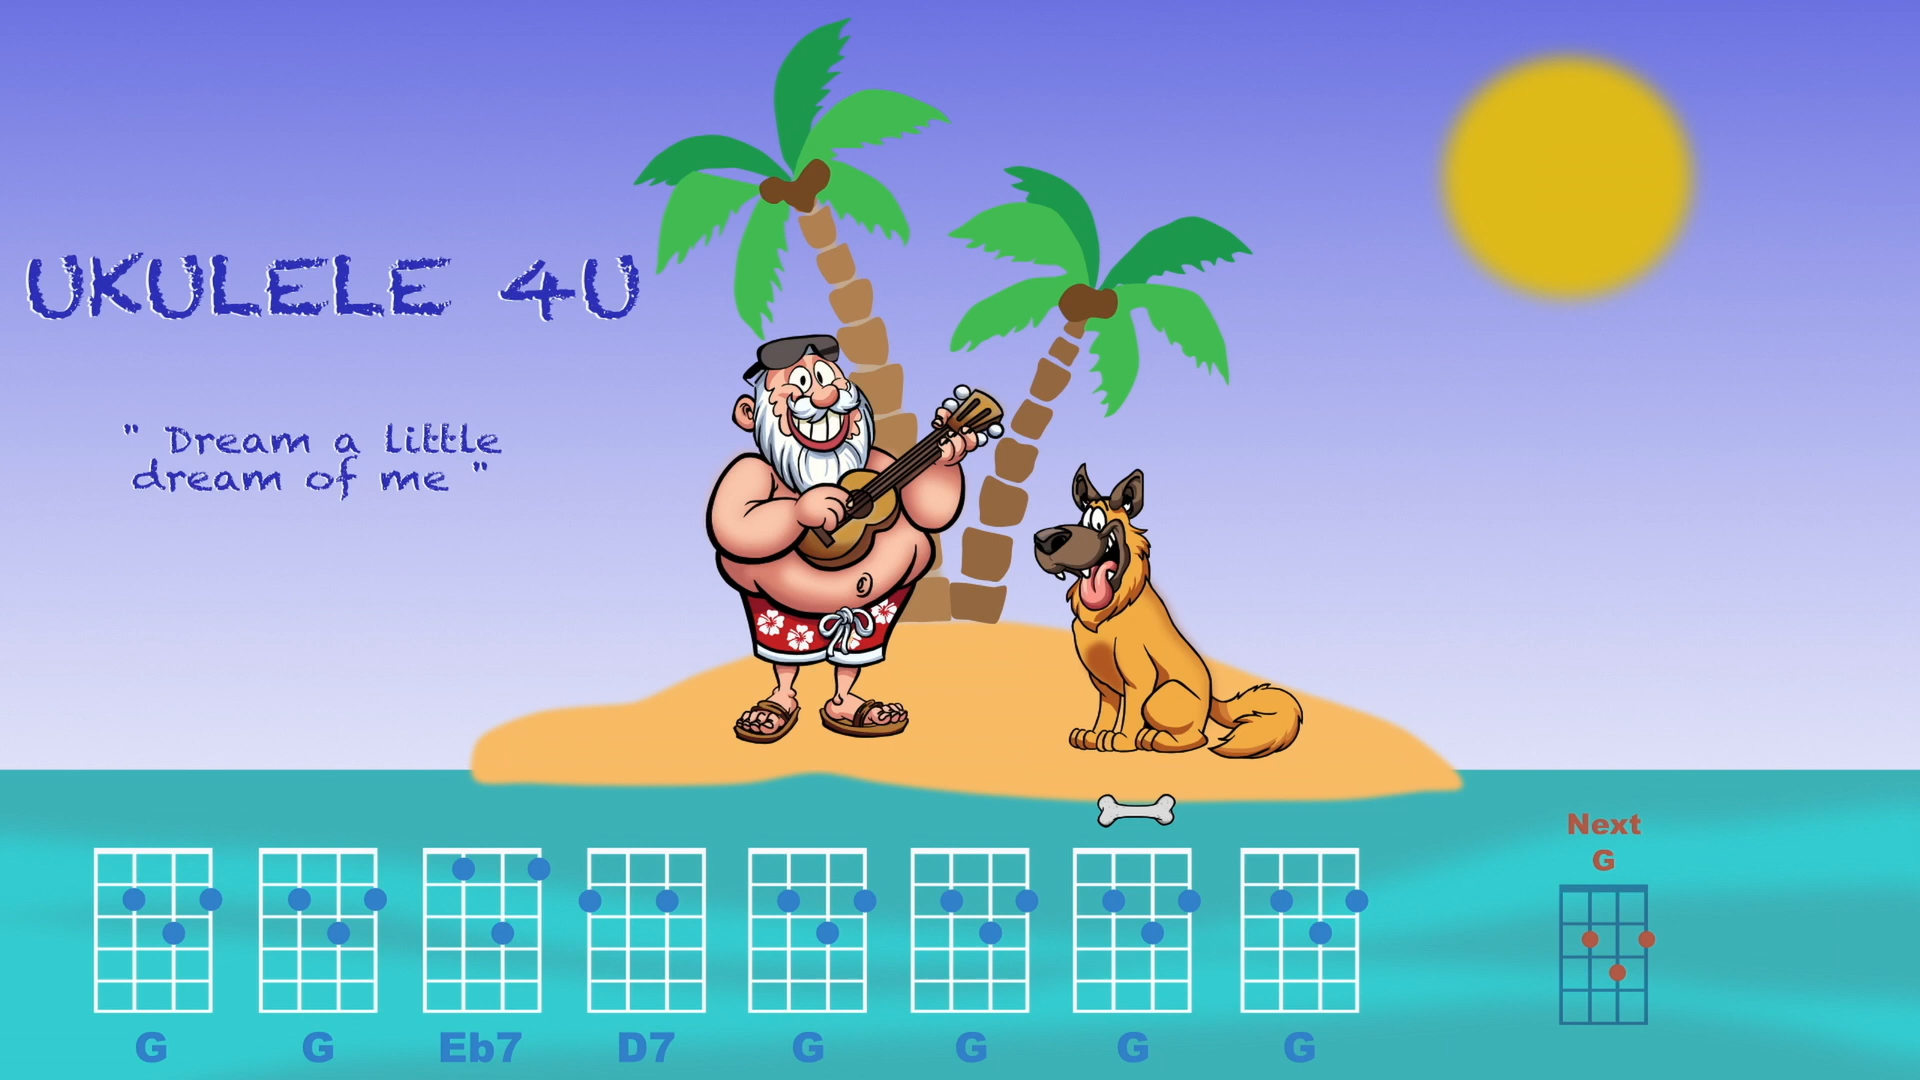 UKULELE 4U
" Dream a little
dream of me "
Next
G
G G Eb7 D7 G G G G